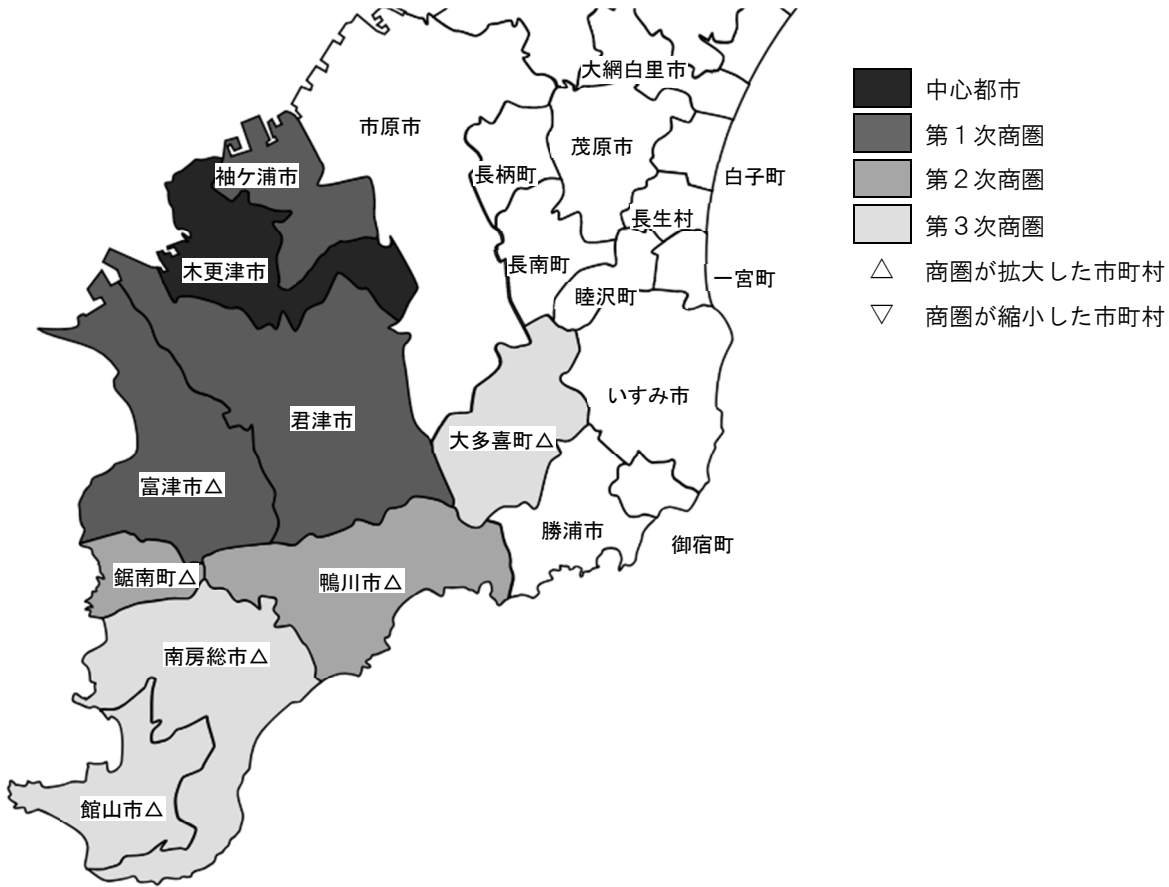 大網白里市
市原市
茂原市
長柄町
白子町
袖ケ浦市
長生村
木更津市
長南町
一宮町
睦沢町
いすみ市
君津市
大多喜町△
富津市△
勝浦市
御宿町
鋸南町△
鴨川市△
南房総市△
館山市△
中心都市
第１次商圏
第２次商圏
第３次商圏
△ 商圏が拡大した市町村
▽ 商圏が縮小した市町村